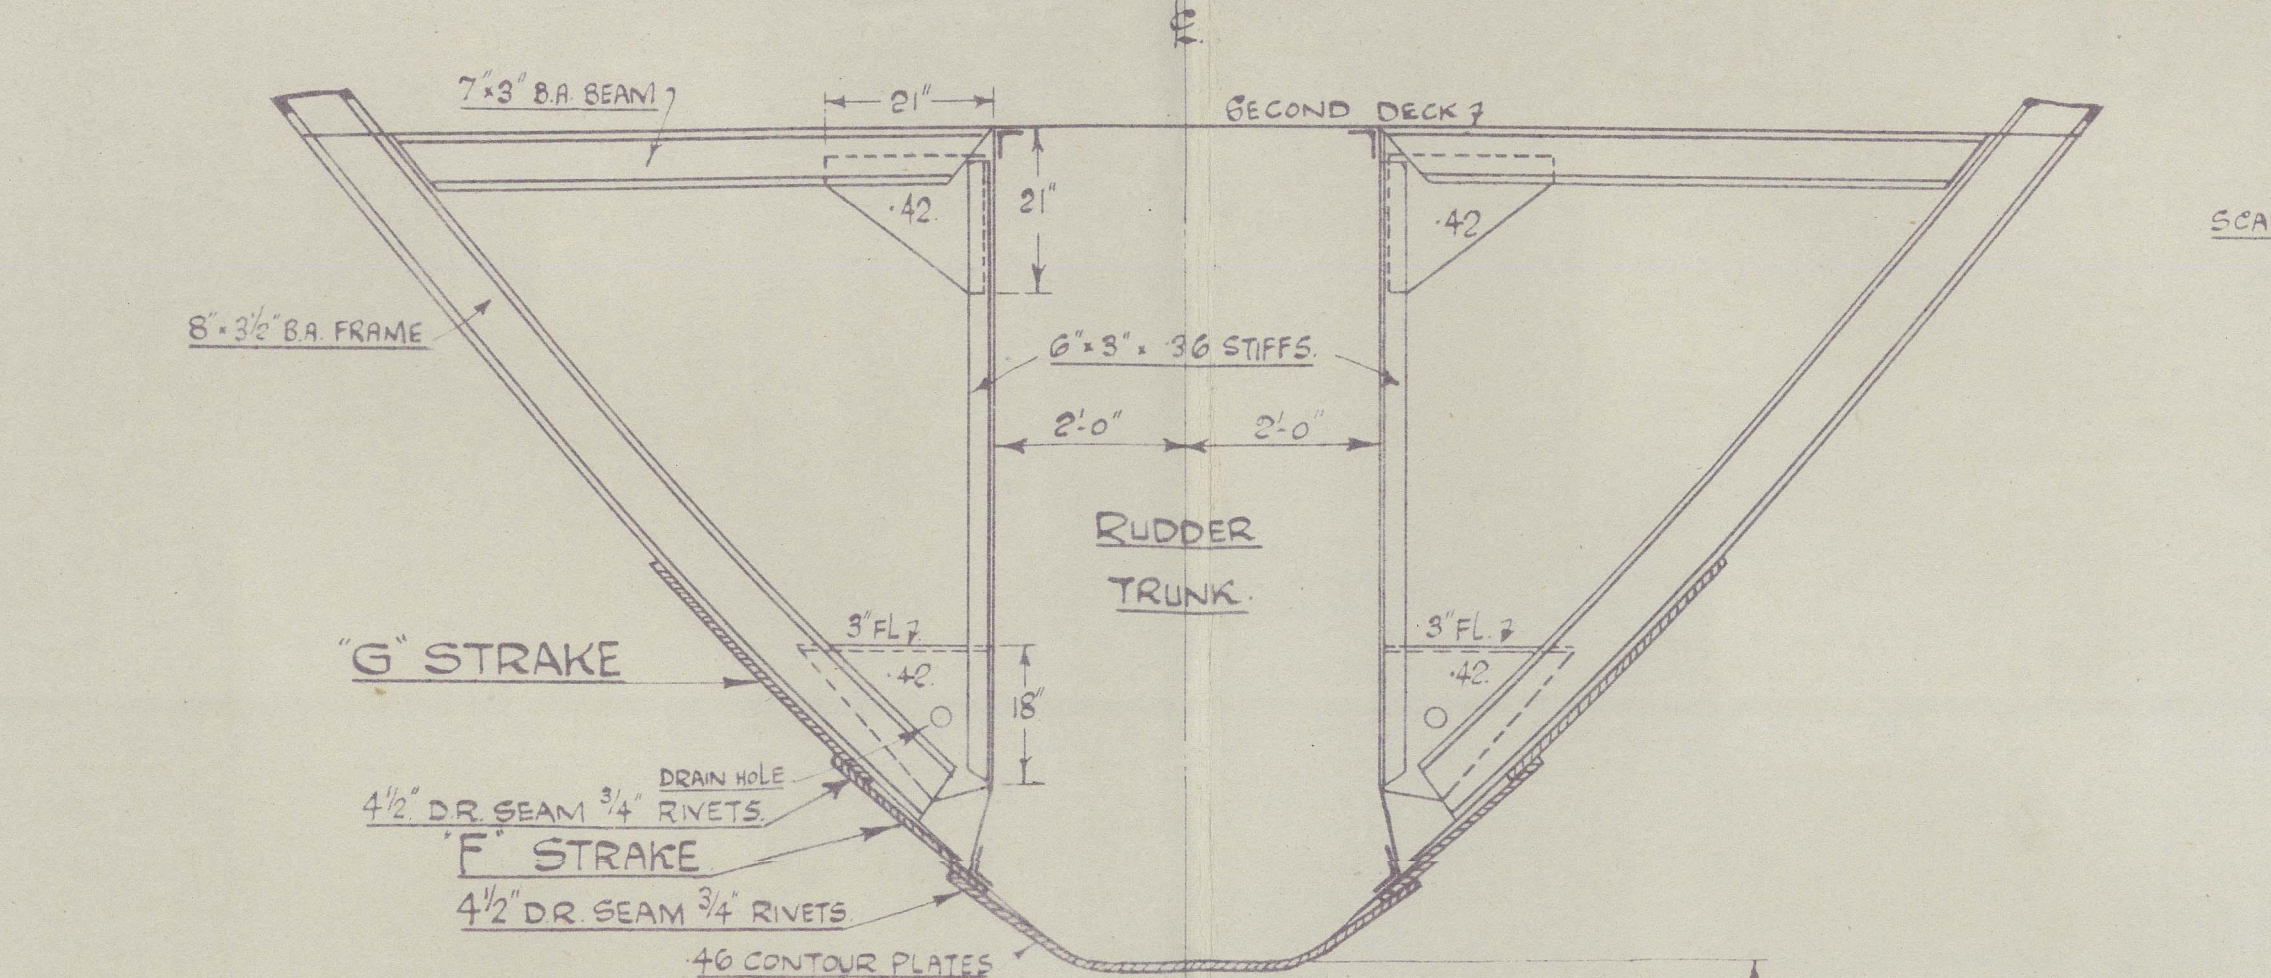 ℄
7"×3" B.A. BEAM
21"
SECOND DECK
·42
21"
·42
SCA
8"×3½" B.A. FRAME
6"×3"×·36 STIFFS.
2'-0" 2'-0"
RUDDER
TRUNK.
3" FL.
3" FL.
"G" STRAKE
·42.
·42.
18"
DRAIN HOLE
4½" D.R. SEAM ¾" RIVETS.
"F" STRAKE
4½" D.R. SEAM ¾" RIVETS.
·46 CONTOUR PLATES